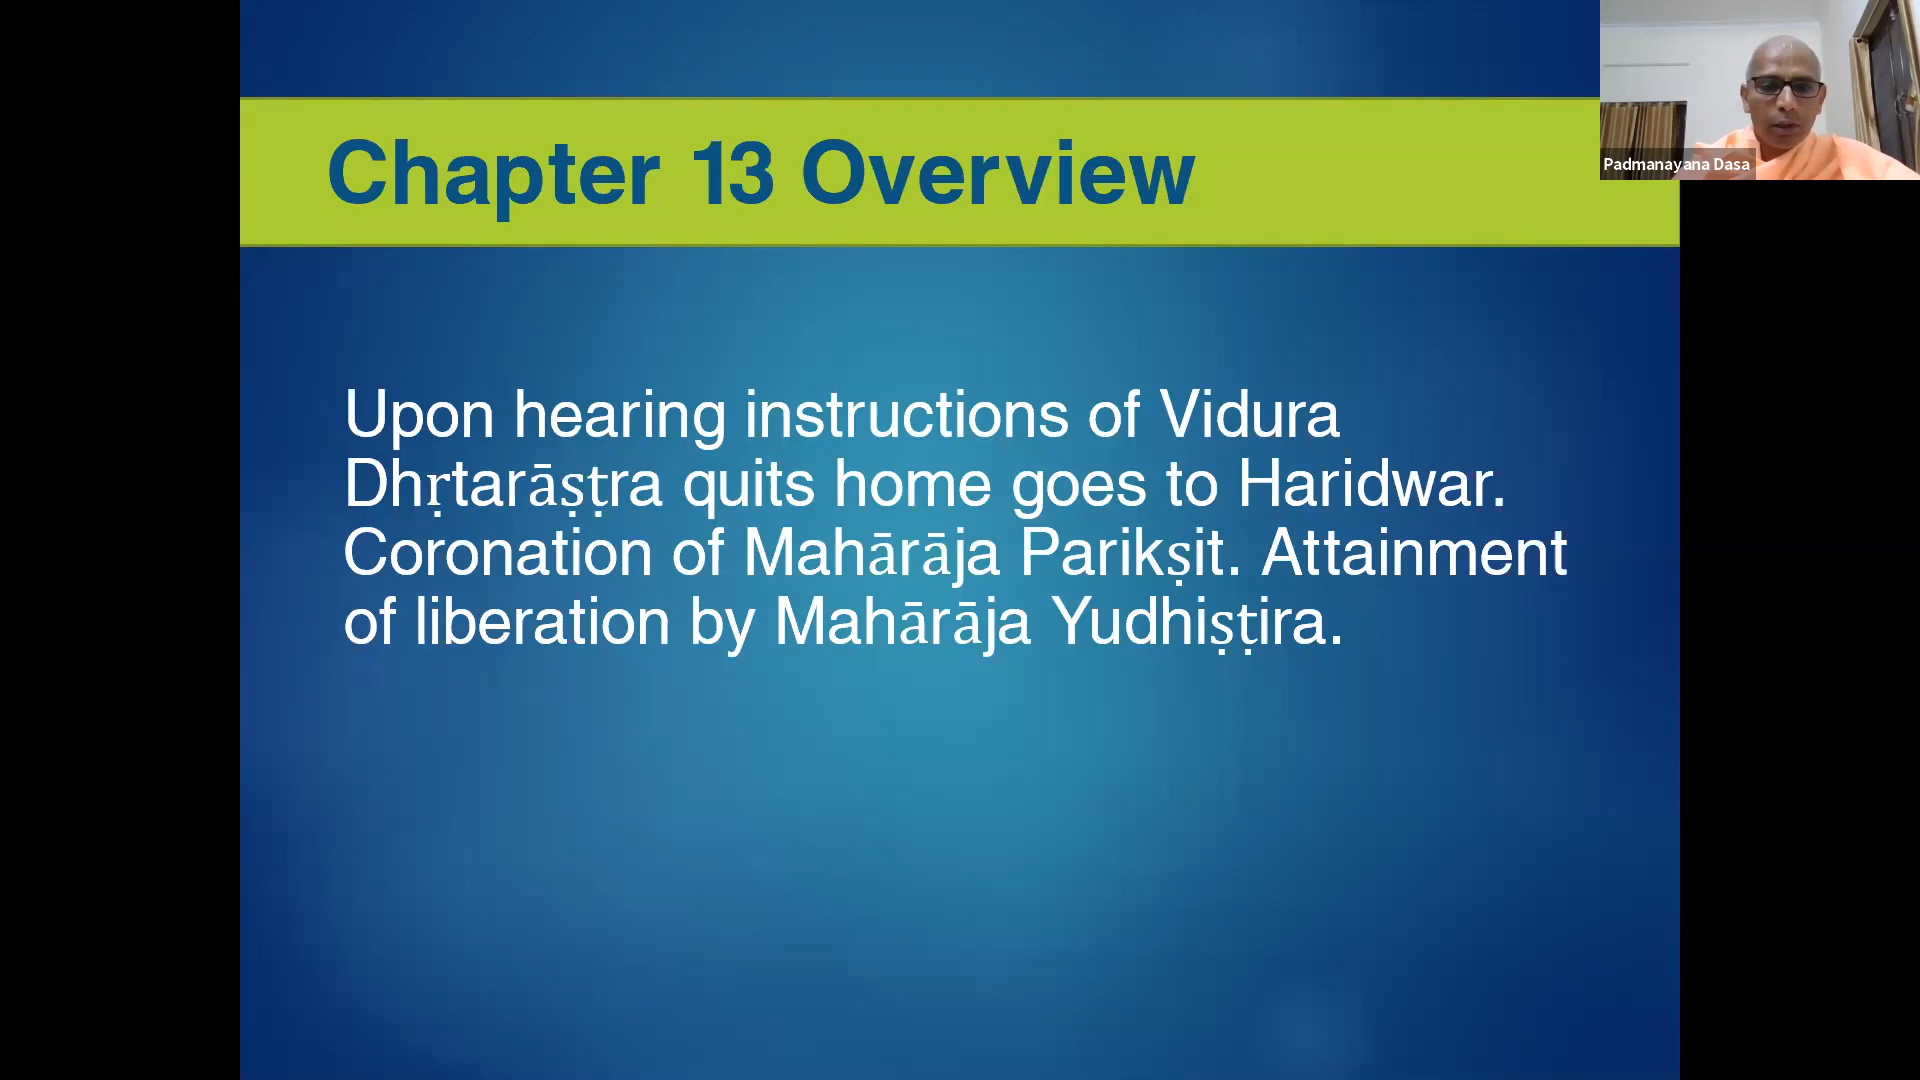 Chapter 13 Overview
Padmanayana Dasa
Upon hearing instructions of Vidura
Dhṛtarāṣṭra quits home goes to Haridwar.
Coronation of Mahārāja Parikṣit. Attainment
of liberation by Mahārāja Yudhiṣṭira.